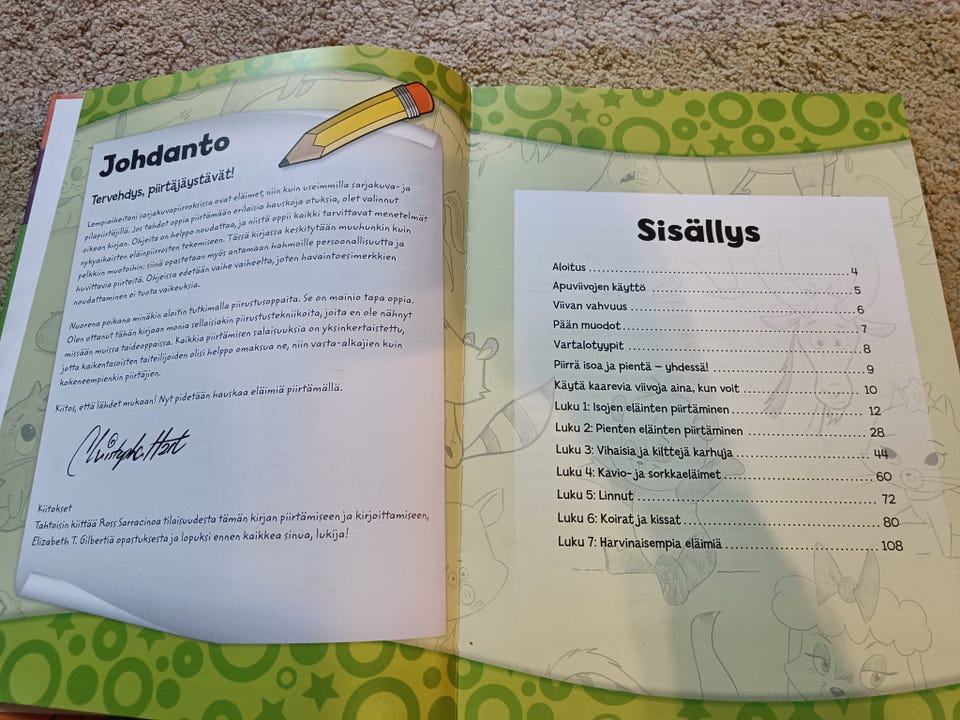 Johdanto
Tervehdys, piirtäjäystävät!
Lempiaiheitani sarjakuvapiirroksissa ovat eläimet, niin kuin useimmilla sarjakuva- ja
pilapiirtäjillä. Jos tahdot oppia piirtämään erilaisia hauskoja otuksia, olet valinnut
oikean kirjan. Ohjeita on helppo noudattaa, ja niistä oppii kaikki tarvittavat menetelmät
nykyaikaisten eläinpiirrosten tekemiseen. Tässä kirjassa keskitytään muuhunkin kuin
pelkkiin muotoihin: siinä opastetaan myös antamaan hahmoille persoonallisuutta ja
huvittavia piirteitä. Ohjeissa edetään vaihe vaiheelta, joten havaintoesimerkkien
noudattaminen ei tuota vaikeuksia.
Nuorena poikana minäkin aloitin tutkimalla piirustusoppaita. Se on mainio tapa oppia.
Olen ottanut tähän kirjaan monia sellaisiakin piirustustekniikoita, joita en ole nähnyt
missään muissa taideoppaissa. Kaikkia piirtämisen salaisuuksia on yksinkertaistettu,
jotta kaikentasoisten taiteilijoiden olisi helppo omaksua ne, niin vasta-alkajien kuin
kokeneempienkin piirtäjien.
Kiitos, että lähdet mukaan! Nyt pidetään hauskaa eläimiä piirtämällä.
Christopher Hart
Kiitokset
Tahtoisin kiittää Ross Sarracinoa tilaisuudesta tämän kirjan piirtämiseen ja kirjoittamiseen,
Elizabeth T. Gilbertiä opastuksesta ja lopuksi ennen kaikkea sinua, lukija!
Sisällys
Aloitus 4
Apuviivojen käyttö 5
Viivan vahvuus 6
Pään muodot 7
Vartalotyypit 8
Piirrä isoa ja pientä – yhdessä! 9
Käytä kaarevia viivoja aina, kun voit 10
Luku 1: Isojen eläinten piirtäminen 12
Luku 2: Pienten eläinten piirtäminen 28
Luku 3: Vihaisia ja kilttejä karhuja 44
Luku 4: Kavio- ja sorkkaeläimet 60
Luku 5: Linnut 72
Luku 6: Koirat ja kissat 80
Luku 7: Harvinaisempia eläimiä 108